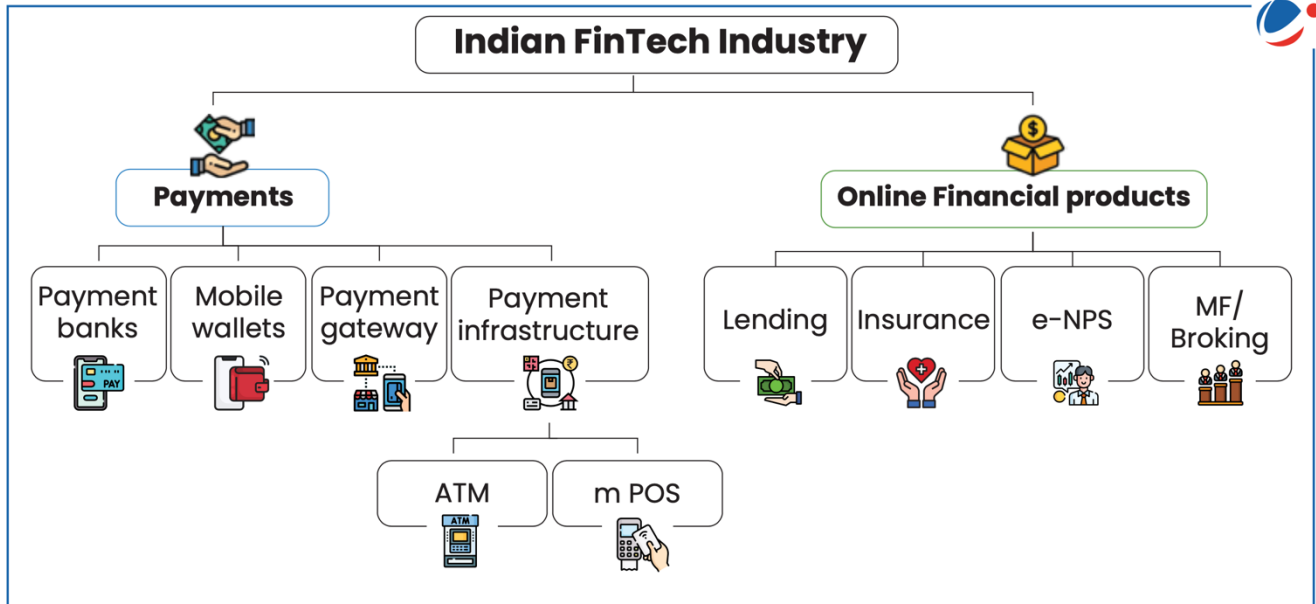 Indian FinTech Industry
Payments
Online Financial products
Payment
banks
Mobile
wallets
Payment
gateway
Payment
infrastructure
Lending
Insurance
e-NPS
MF/
Broking
PAY
ATM
m POS
ATM